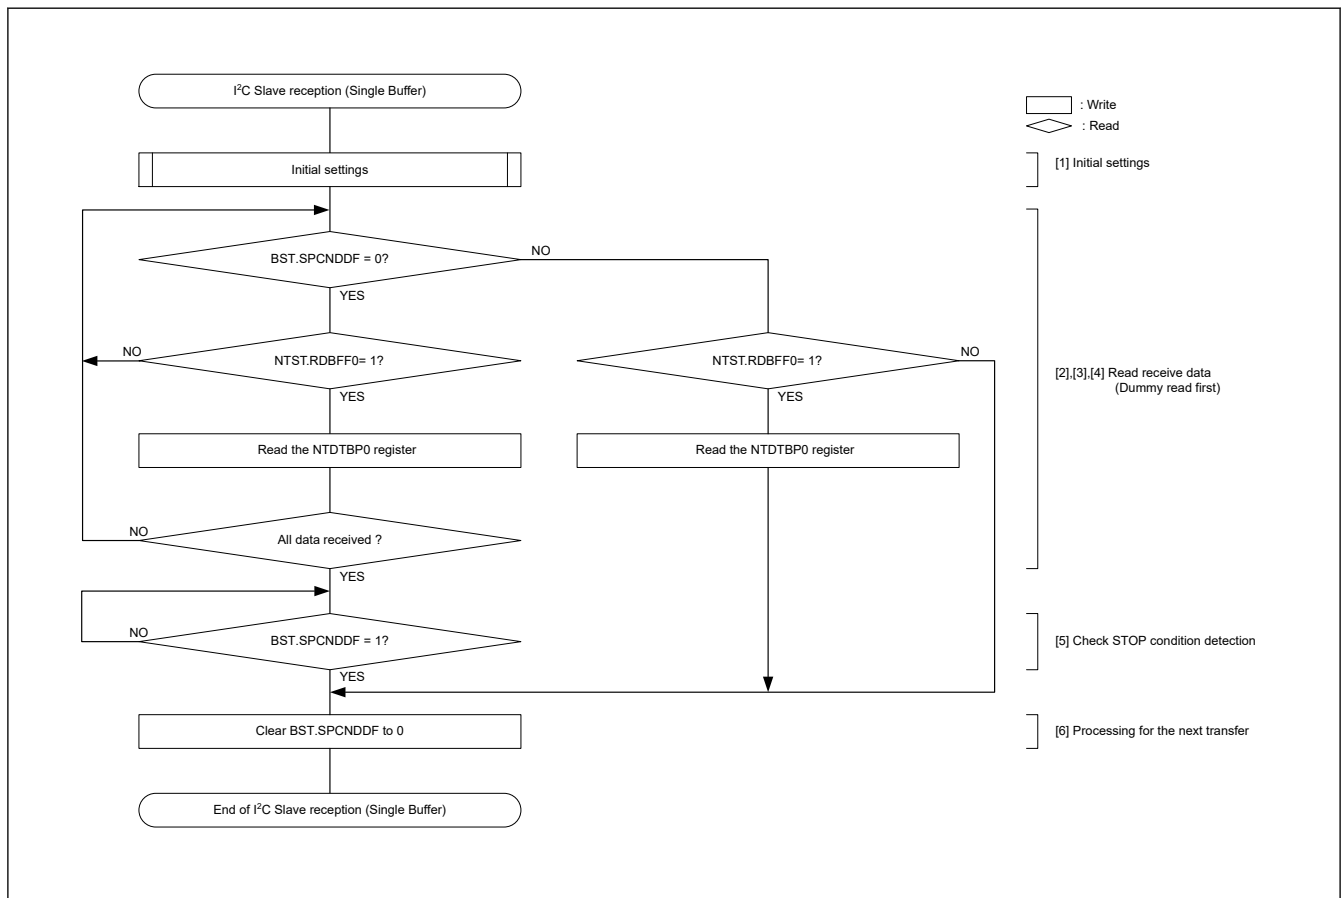 I²C Slave reception (Single Buffer)
: Write
: Read
Initial settings
[1] Initial settings
BST.SPCNDDF = 0?
NO
YES
NTST.RDBFF0= 1?
NO
YES
NTST.RDBFF0= 1?
NO
YES
[2],[3],[4] Read receive data
(Dummy read first)
Read the NTDTBP0 register
Read the NTDTBP0 register
All data received ?
NO
YES
BST.SPCNDDF = 1?
NO
YES
[5] Check STOP condition detection
Clear BST.SPCNDDF to 0
[6] Processing for the next transfer
End of I²C Slave reception (Single Buffer)